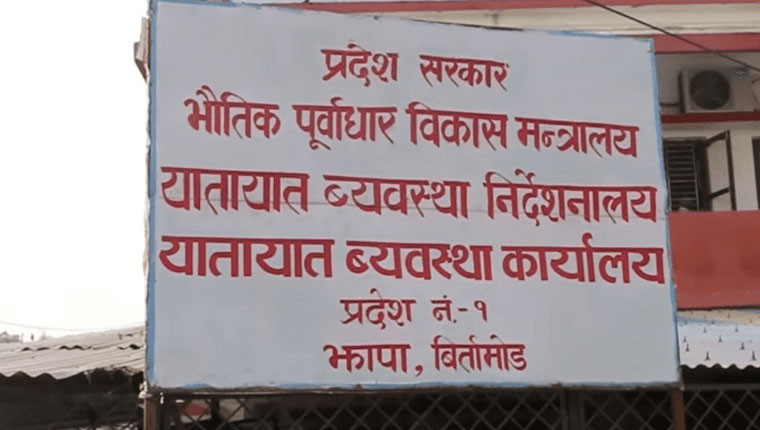 प्रदेश सरकार
भौतिक पूर्वाधार विकास मन्त्रालय
यातायात ब्यवस्था निर्देशनालय
यातायात ब्यवस्था कार्यालय
प्रदेश नं.-१
झापा, बिर्तामोड